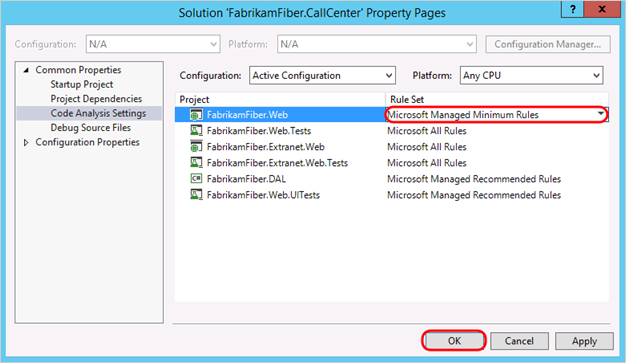 Solution 'FabrikamFiber.CallCenter' Property Pages ? X
Configuration: N/A Platform: N/A Configuration Manager...
Common Properties
Startup Project
Project Dependencies
Code Analysis Settings
Debug Source Files
Configuration Properties
Configuration: Active Configuration Platform: Any CPU
Project Rule Set
FabrikamFiber.Web Microsoft Managed Minimum Rules
FabrikamFiber.Web.Tests Microsoft All Rules
FabrikamFiber.Extranet.Web Microsoft All Rules
FabrikamFiber.Extranet.Web.Tests Microsoft All Rules
C# FabrikamFiber.DAL Microsoft Managed Recommended Rules
FabrikamFiber.Web.UITests Microsoft Managed Recommended Rules
OK Cancel Apply